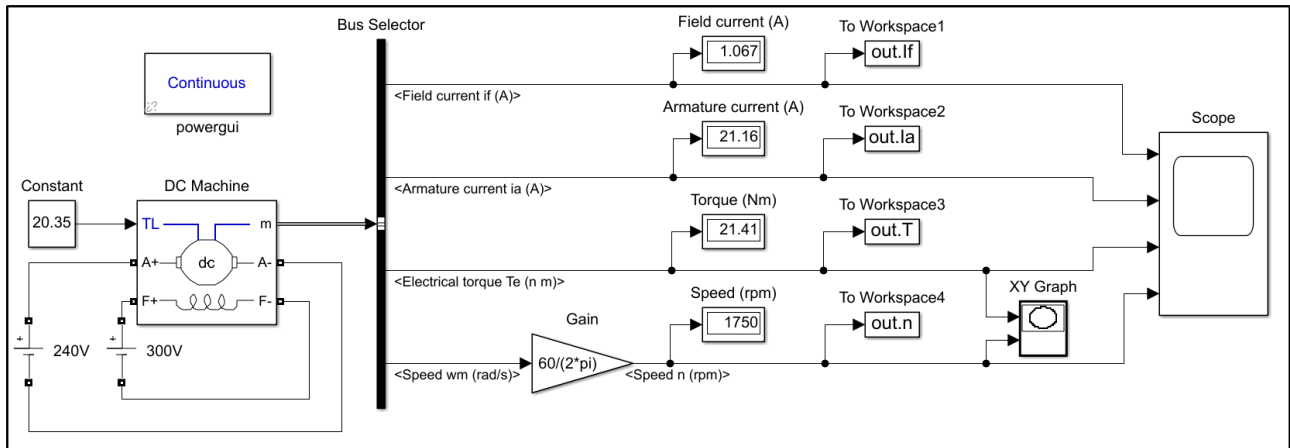 Bus Selector
Field current (A)
1.067
To Workspace1
out.If
<Field current if (A)>
Continuous
powergui
Armature current (A)
21.16
To Workspace2
out.Ia
<Armature current ia (A)>
Scope
Constant
20.35
DC Machine
TL
m
A+
dc
A-
F+
F-
Torque (Nm)
21.41
To Workspace3
out.T
<Electrical torque Te (n m)>
XY Graph
Speed (rpm)
1750
To Workspace4
out.n
Gain
60/(2*pi)
<Speed wm (rad/s)>
<Speed n (rpm)>
+
240V
+
300V